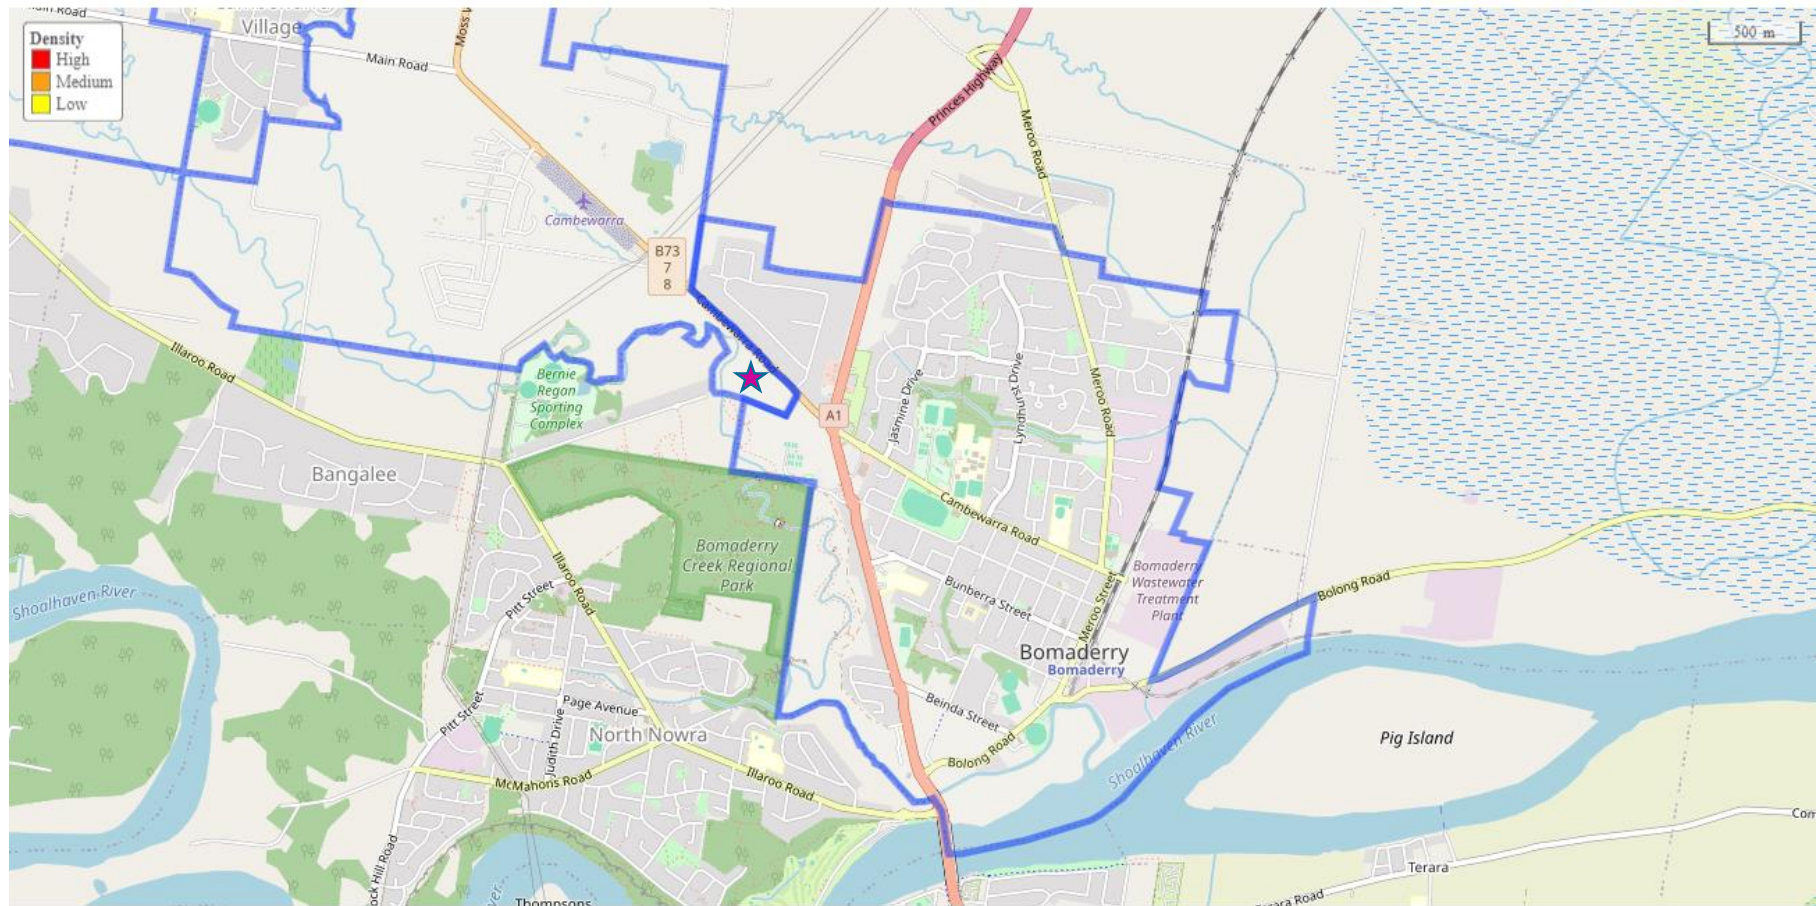 Main Road
Village
Density
High
Medium
Low
Main Road
500 m
Princes Highway
Meroo Road
Cambewarra
B73
7
8
Cambewarra Road
Illaroo Road
Bernie
Regan
Sporting
Complex
A1
Jasmine Drive
Lyndhurst Drive
Meroo Road
Bangalee
Cambewarra Road
Bomaderry
Creek Regional
Park
Bomaderry
Wastewater
Treatment
Plant
Shoalhaven River
Pitt Street
Illaroo Road
Bunberra Street
Meroo Street
Bolong Road
Bomaderry
Bomaderry
Pitt Street
Page Avenue
Judith Drive
North Nowra
Beinda Street
Bolong Road
Shoalhaven River
Pig Island
McMahons Road
Illaroo Road
Terara
Thompsons